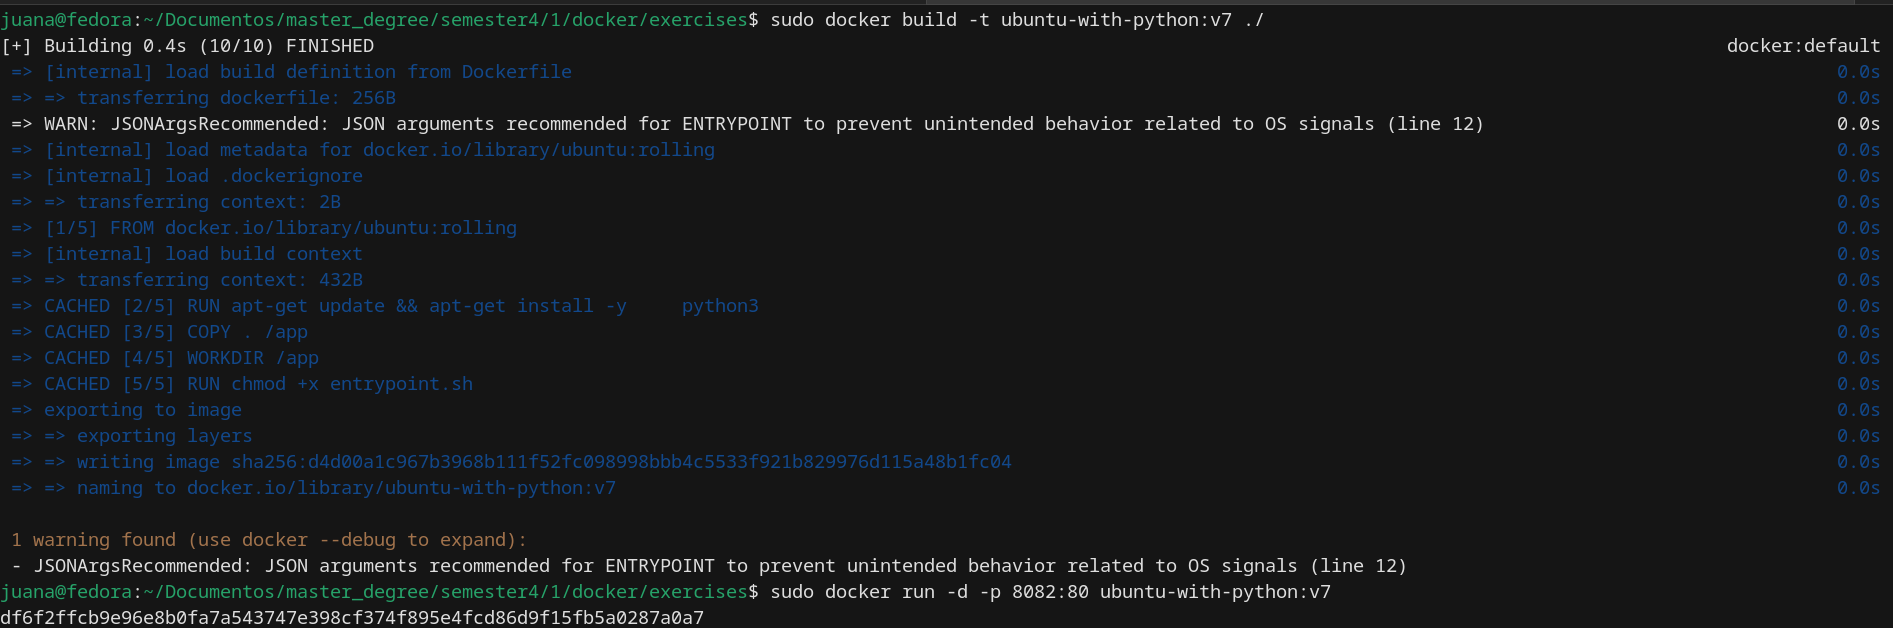 juana@fedora:~/Documentos/master_degree/semester4/1/docker/exercises$ sudo docker build -t ubuntu-with-python:v7 ./
[+] Building 0.4s (10/10) FINISHED docker:default
=> [internal] load build definition from Dockerfile 0.0s
=> => transferring dockerfile: 256B 0.0s
=> WARN: JSONArgsRecommended: JSON arguments recommended for ENTRYPOINT to prevent unintended behavior related to OS signals (line 12) 0.0s
=> [internal] load metadata for docker.io/library/ubuntu:rolling 0.0s
=> [internal] load .dockerignore 0.0s
=> => transferring context: 2B 0.0s
=> [1/5] FROM docker.io/library/ubuntu:rolling 0.0s
=> [internal] load build context 0.0s
=> => transferring context: 432B 0.0s
=> CACHED [2/5] RUN apt-get update && apt-get install -y     python3 0.0s
=> CACHED [3/5] COPY . /app 0.0s
=> CACHED [4/5] WORKDIR /app 0.0s
=> CACHED [5/5] RUN chmod +x entrypoint.sh 0.0s
=> exporting to image 0.0s
=> => exporting layers 0.0s
=> => writing image sha256:d4d00a1c967b3968b111f52fc098998bbb4c5533f921b829976d115a48b1fc04 0.0s
=> => naming to docker.io/library/ubuntu-with-python:v7 0.0s
1 warning found (use docker --debug to expand):
- JSONArgsRecommended: JSON arguments recommended for ENTRYPOINT to prevent unintended behavior related to OS signals (line 12)
juana@fedora:~/Documentos/master_degree/semester4/1/docker/exercises$ sudo docker run -d -p 8082:80 ubuntu-with-python:v7
df6f2ffcb9e96e8b0fa7a543747e398cf374f895e4fcd86d9f15fb5a0287a0a7